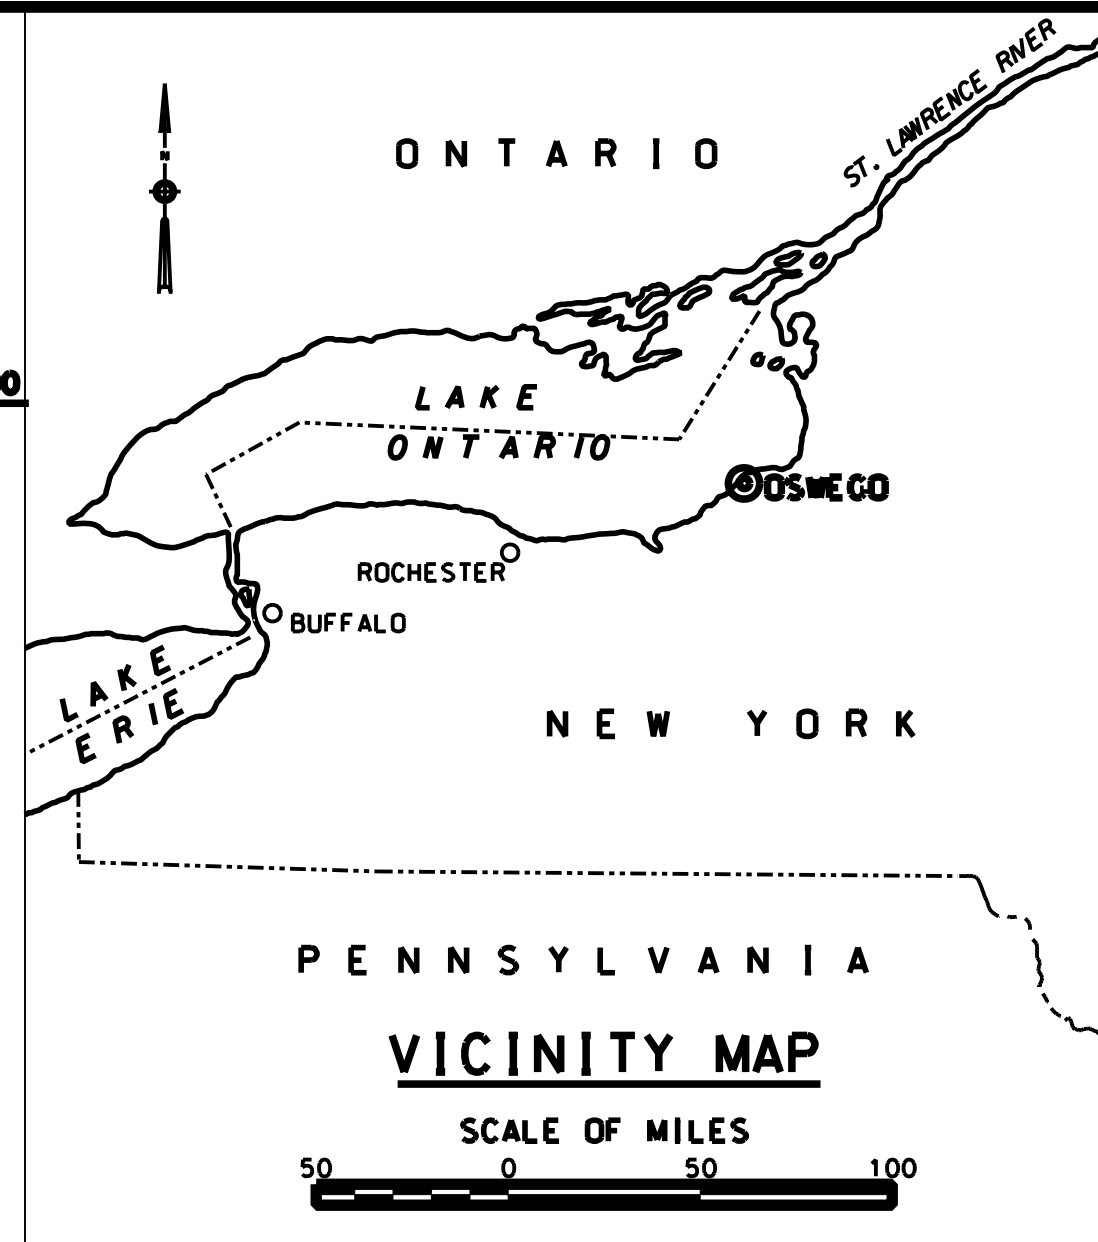 ST. LAWRENCE RIVER
N
ONTARIO
0
LAKE
ONTARIO
OSWEGO
ROCHESTER
BUFFALO
LAKE
ERIE
NEW YORK
PENNSYLVANIA
VICINITY MAP
SCALE OF MILES
50 0 50 100